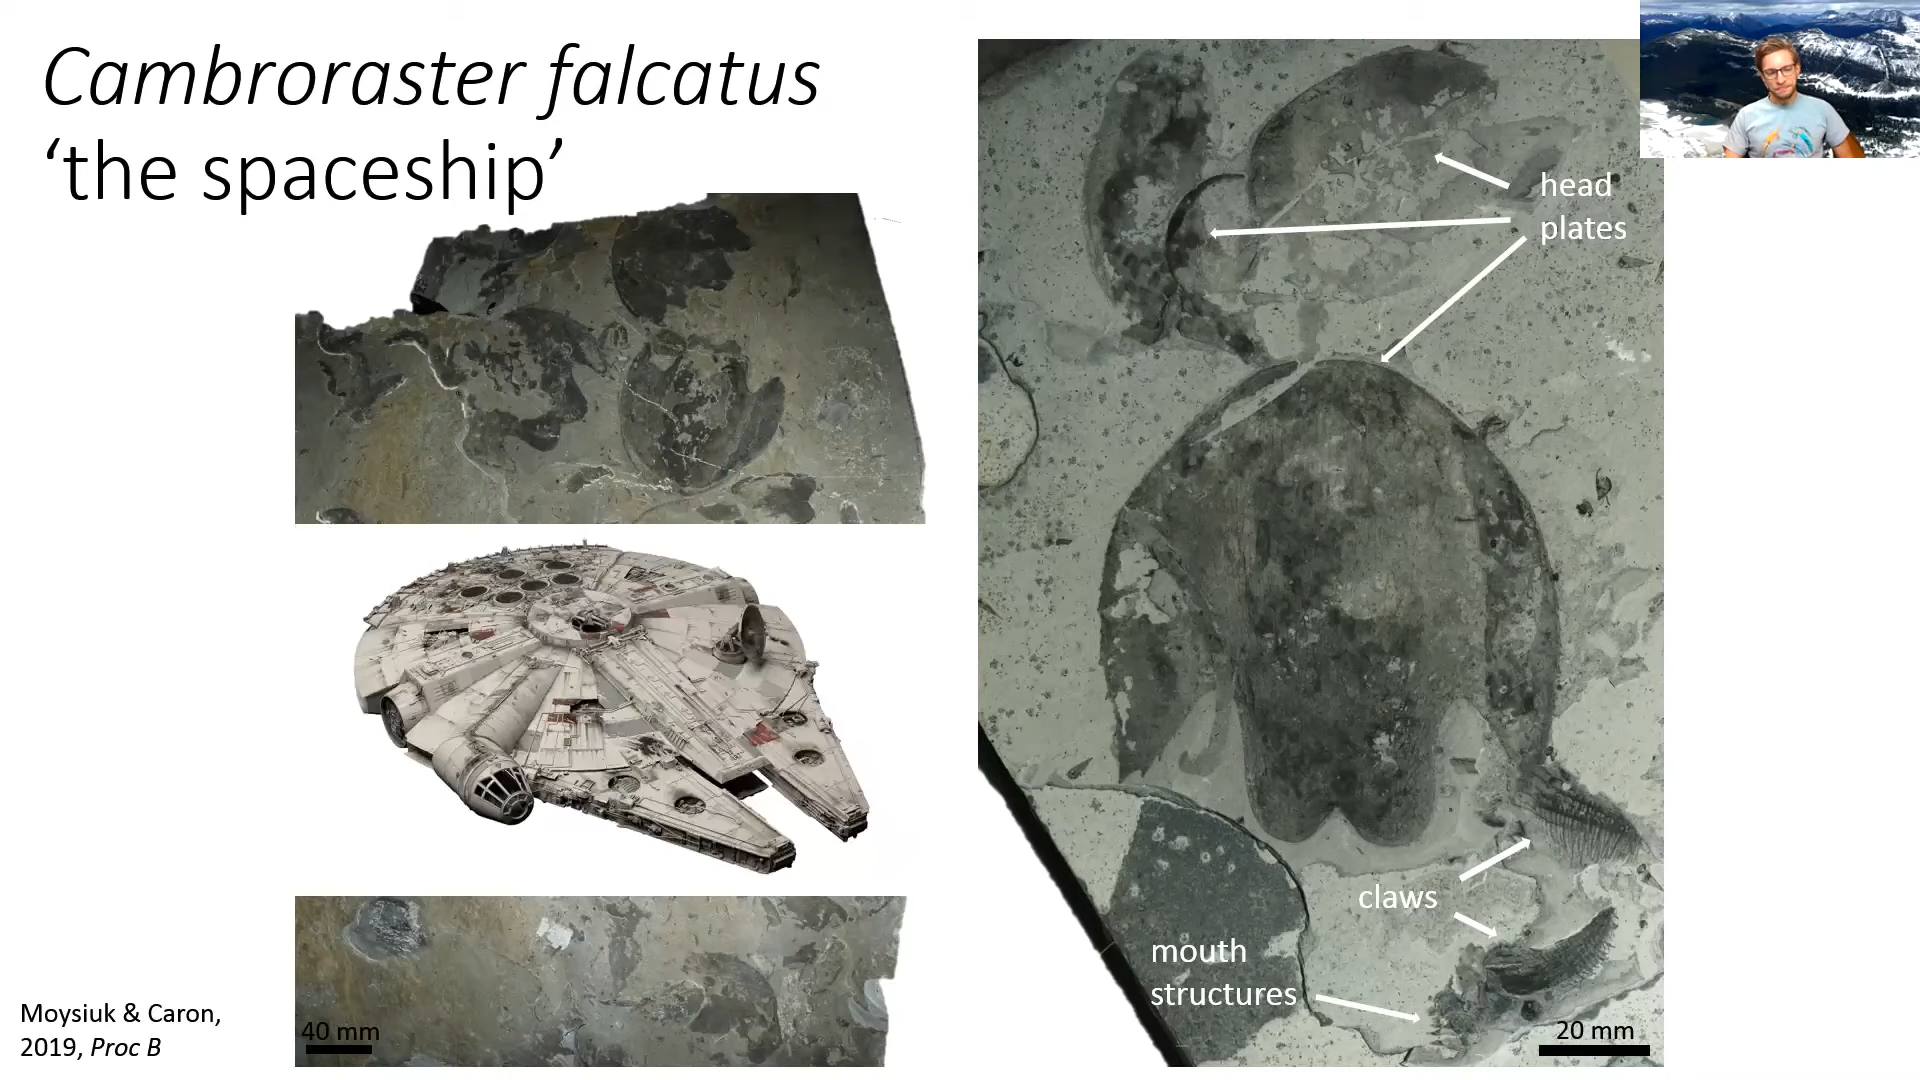 Cambroraster falcatus
‘the spaceship’
head
plates
claws
mouth
structures
Moysiuk & Caron,
2019, Proc B
40 mm
20 mm